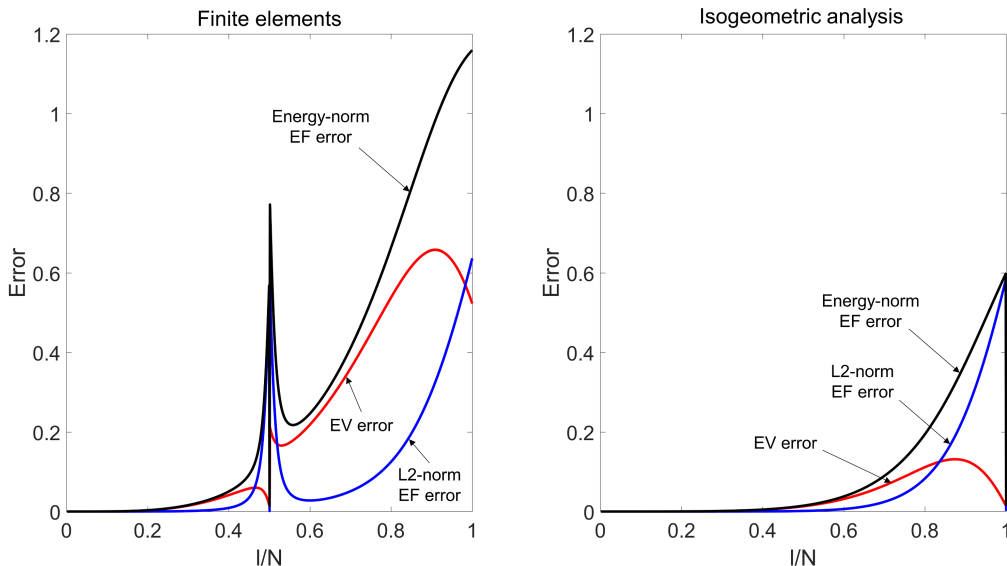 Finite elements
1.2
1
0.8
0.6
0.4
0.2
0
Error
Energy-norm
EF error
EV error
L2-norm
EF error
0 0.2 0.4 0.6 0.8 1
l/N
Isogeometric analysis
1.2
1
0.8
0.6
0.4
0.2
0
Error
Energy-norm
EF error
L2-norm
EF error
EV error
0 0.2 0.4 0.6 0.8 1
l/N